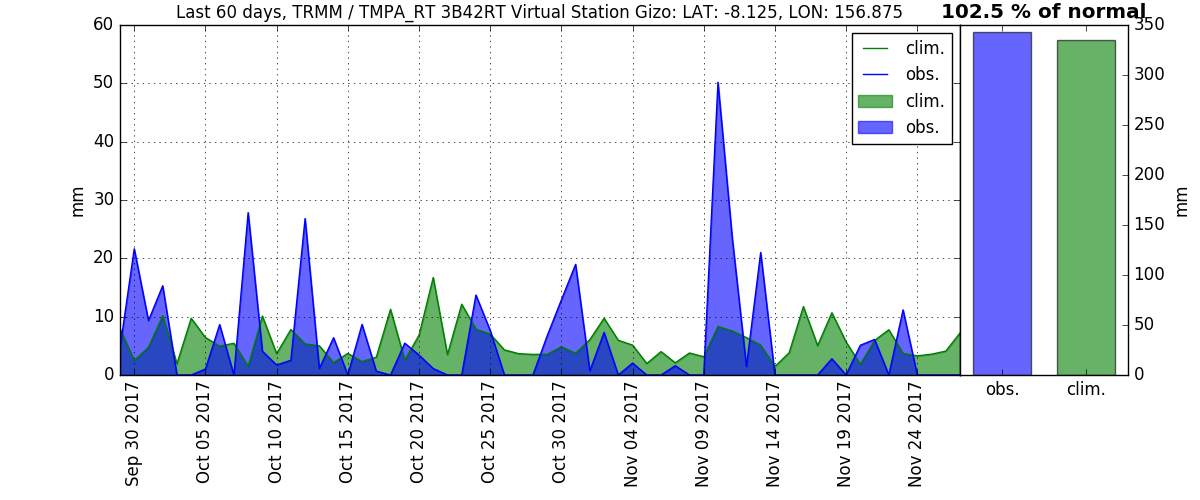 Last 60 days, TRMM / TMPA_RT 3B42RT Virtual Station Gizo: LAT: -8.125, LON: 156.875
102.5 % of normal
60
50
40
30
20
10
0
mm
clim.
obs.
clim.
obs.
350
300
250
200
150
100
50
0
mm
Sep 30 2017
Oct 05 2017
Oct 10 2017
Oct 15 2017
Oct 20 2017
Oct 25 2017
Oct 30 2017
Nov 04 2017
Nov 09 2017
Nov 14 2017
Nov 19 2017
Nov 24 2017
obs.
clim.